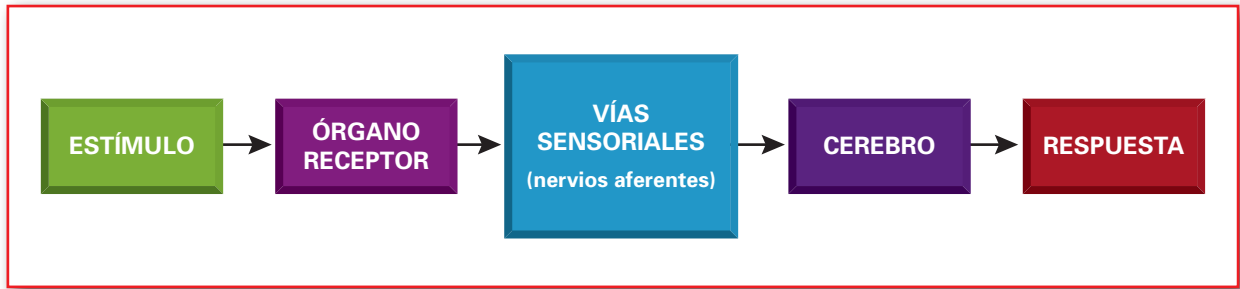 ESTÍMULO
ÓRGANO
RECEPTOR
VÍAS
SENSORIALES
(nervios aferentes)
CEREBRO
RESPUESTA